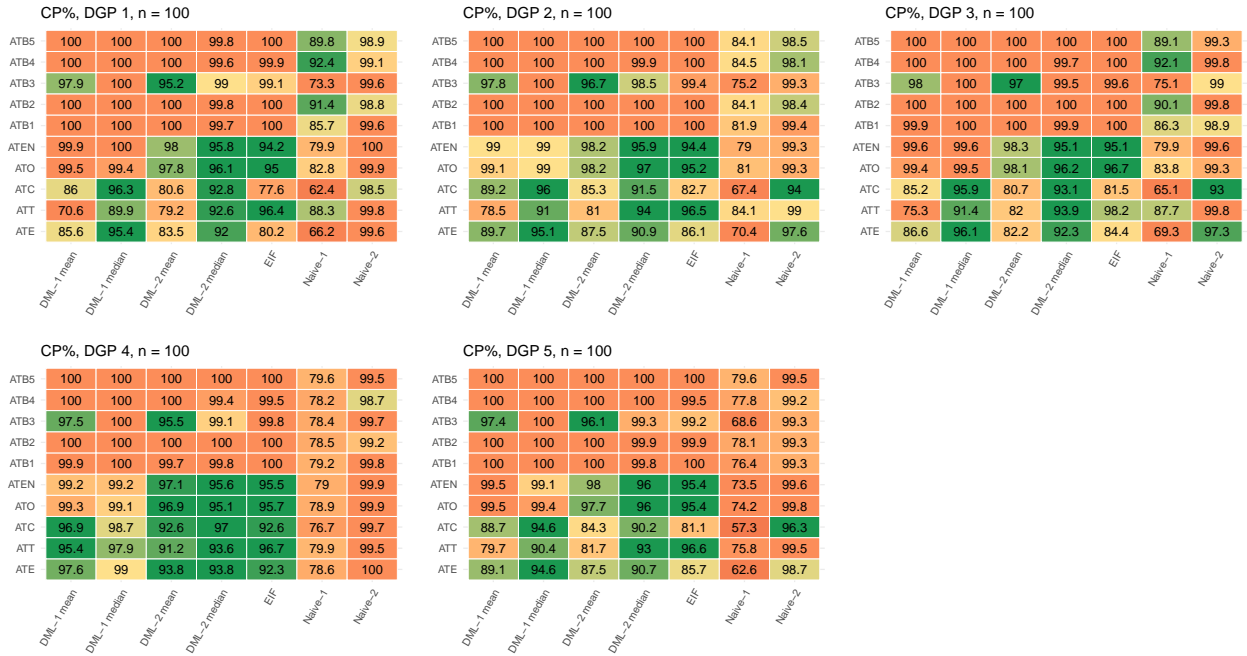 CP%, DGP 1, n = 100
ATB5 100 100 100 99.8 100 89.8 98.9
ATB4 100 100 100 99.6 99.9 92.4 99.1
ATB3 97.9 100 95.2 99 99.1 73.3 99.6
ATB2 100 100 100 99.8 100 91.4 98.8
ATB1 100 100 100 99.7 100 85.7 99.6
ATEN 99.9 100 98 95.8 94.2 79.9 100
ATO 99.5 99.4 97.8 96.1 95 82.8 99.9
ATC 86 96.3 80.6 92.8 77.6 62.4 98.5
ATT 70.6 89.9 79.2 92.6 96.4 88.3 99.8
ATE 85.6 95.4 83.5 92 80.2 66.2 99.6
DML−1 mean DML−1 median DML−2 mean DML−2 median EIF Naive−1 Naive−2
CP%, DGP 2, n = 100
ATB5 100 100 100 100 100 84.1 98.5
ATB4 100 100 100 99.9 100 84.5 98.1
ATB3 97.8 100 96.7 98.5 99.4 75.2 99.3
ATB2 100 100 100 100 100 84.1 98.4
ATB1 100 100 100 100 100 81.9 99.4
ATEN 99 99 98.2 95.9 94.4 79 99.3
ATO 99.1 99 98.2 97 95.2 81 99.3
ATC 89.2 96 85.3 91.5 82.7 67.4 94
ATT 78.5 91 81 94 96.5 84.1 99
ATE 89.7 95.1 87.5 90.9 86.1 70.4 97.6
DML−1 mean DML−1 median DML−2 mean DML−2 median EIF Naive−1 Naive−2
CP%, DGP 3, n = 100
ATB5 100 100 100 100 100 89.1 99.3
ATB4 100 100 100 99.7 100 92.1 99.8
ATB3 98 100 97 99.5 99.6 75.1 99
ATB2 100 100 100 100 100 90.1 99.8
ATB1 99.9 100 100 99.9 100 86.3 98.9
ATEN 99.6 99.6 98.3 95.1 95.1 79.9 99.6
ATO 99.4 99.5 98.1 96.2 96.7 83.8 99.3
ATC 85.2 95.9 80.7 93.1 81.5 65.1 93
ATT 75.3 91.4 82 93.9 98.2 87.7 99.8
ATE 86.6 96.1 82.2 92.3 84.4 69.3 97.3
DML−1 mean DML−1 median DML−2 mean DML−2 median EIF Naive−1 Naive−2
CP%, DGP 4, n = 100
ATB5 100 100 100 100 100 79.6 99.5
ATB4 100 100 100 99.4 99.5 78.2 98.7
ATB3 97.5 100 95.5 99.1 99.8 78.4 99.7
ATB2 100 100 100 100 100 78.5 99.2
ATB1 99.9 100 99.7 99.8 100 79.2 99.8
ATEN 99.2 99.2 97.1 95.6 95.5 79 99.9
ATO 99.3 99.1 96.9 95.1 95.7 78.9 99.9
ATC 96.9 98.7 92.6 97 92.6 76.7 99.7
ATT 95.4 97.9 91.2 93.6 96.7 79.9 99.5
ATE 97.6 99 93.8 93.8 92.3 78.6 100
DML−1 mean DML−1 median DML−2 mean DML−2 median EIF Naive−1 Naive−2
CP%, DGP 5, n = 100
ATB5 100 100 100 100 100 79.6 99.5
ATB4 100 100 100 100 99.5 77.8 99.2
ATB3 97.4 100 96.1 99.3 99.2 68.6 99.3
ATB2 100 100 100 99.9 99.9 78.1 99.3
ATB1 100 100 100 99.8 100 76.4 99.3
ATEN 99.5 99.1 98 96 95.4 73.5 99.6
ATO 99.5 99.4 97.7 96 95.4 74.2 99.8
ATC 88.7 94.6 84.3 90.2 81.1 57.3 96.3
ATT 79.7 90.4 81.7 93 96.6 75.8 99.5
ATE 89.1 94.6 87.5 90.7 85.7 62.6 98.7
DML−1 mean DML−1 median DML−2 mean DML−2 median EIF Naive−1 Naive−2